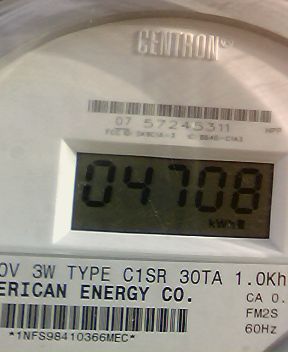 CENTRON®
07 57245311
HPP
04708
kWh
0V 3W TYPE C1SR 30TA 1.0Kh
ERICAN ENERGY CO.
CA 0.
FM2S
60Hz
*1NFS98410366MEC*